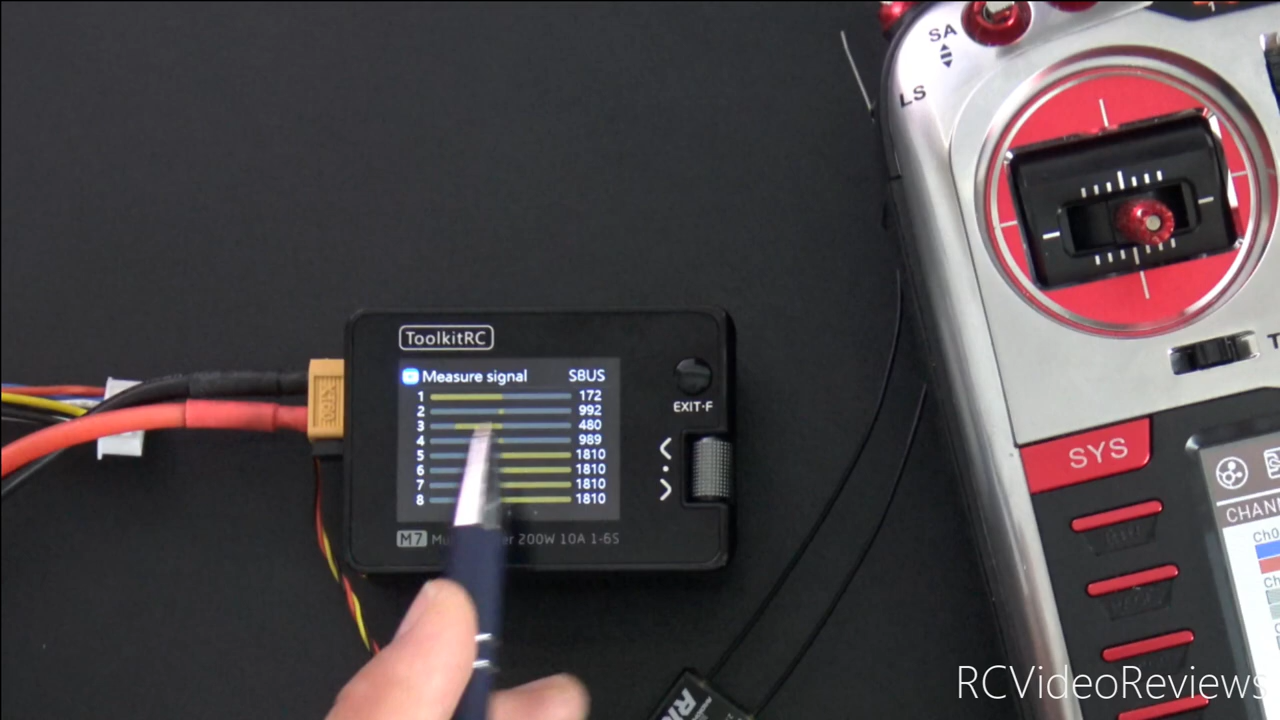 SA
LS
ToolkitRC
Measure signal SBUS
1 172
2 992
3 480
4 989
5 1810
6 1810
7 1810
8 1810
EXIT·F
M7 200W 10A 1-6S
SYS
RCVideoReviews